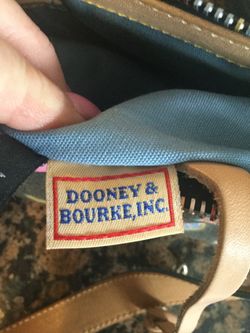 DOONEY &
BOURKE, INC.